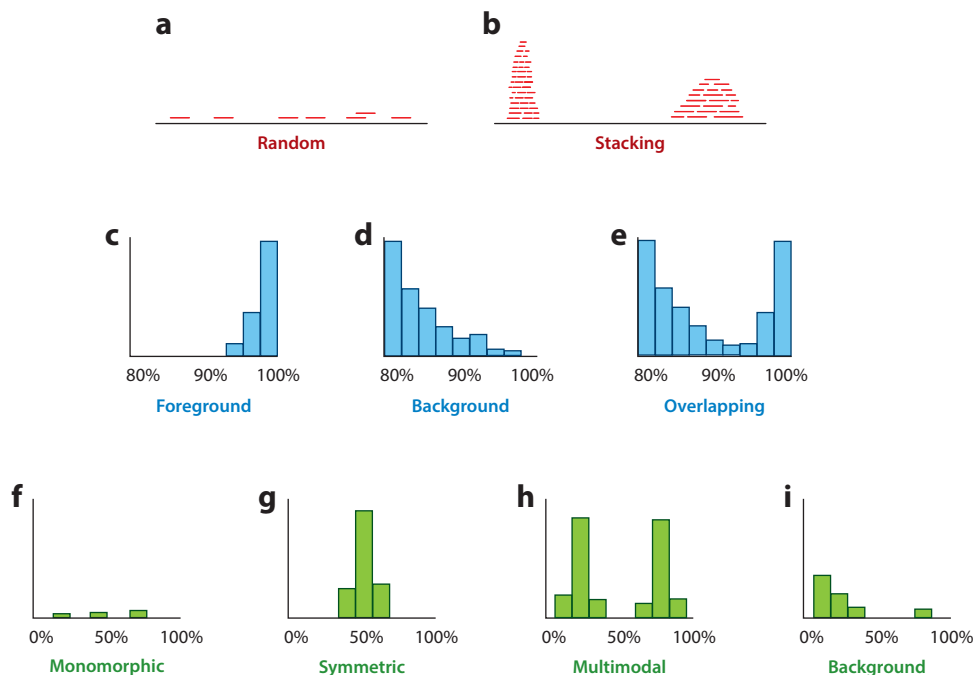 a
b
Random
Stacking
c
d
e
80% 90% 100%
80% 90% 100%
80% 90% 100%
Foreground
Background
Overlapping
f
g
h
i
0% 50% 100%
0% 50% 100%
0% 50% 100%
0% 50% 100%
Monomorphic
Symmetric
Multimodal
Background